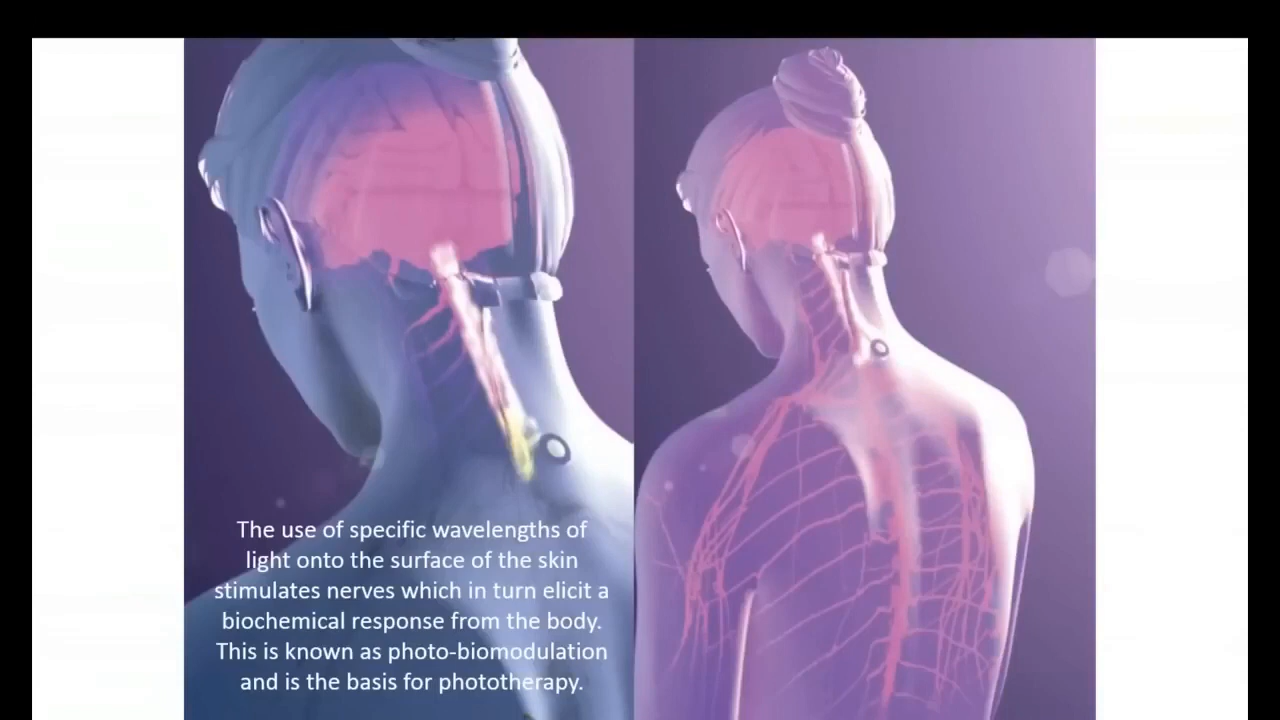 The use of specific wavelengths of
light onto the surface of the skin
stimulates nerves which in turn elicit a
biochemical response from the body.
This is known as photo-biomodulation
and is the basis for phototherapy.